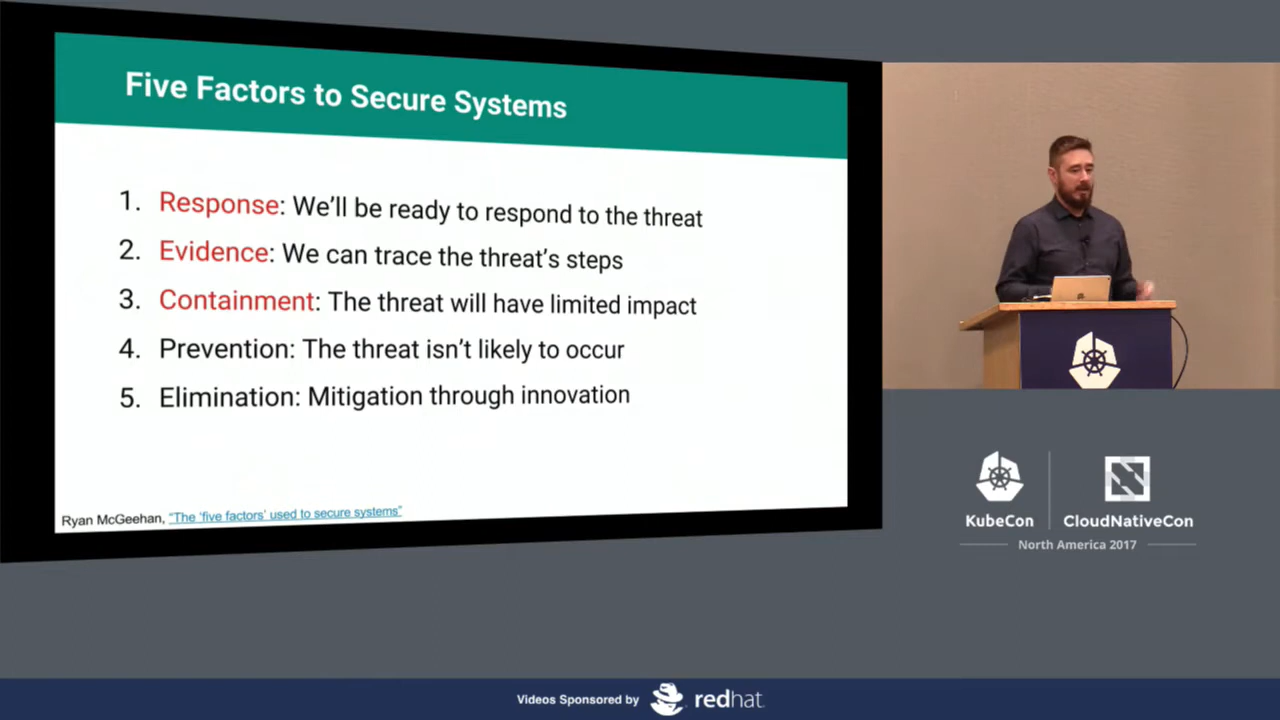 Five Factors to Secure Systems
1. Response: We'll be ready to respond to the threat
2. Evidence: We can trace the threat's steps
3. Containment: The threat will have limited impact
4. Prevention: The threat isn't likely to occur
5. Elimination: Mitigation through innovation
Ryan McGeehan, "The 'five factors' used to secure systems"
KubeCon
CloudNativeCon
North America 2017
Videos Sponsored by
redhat.